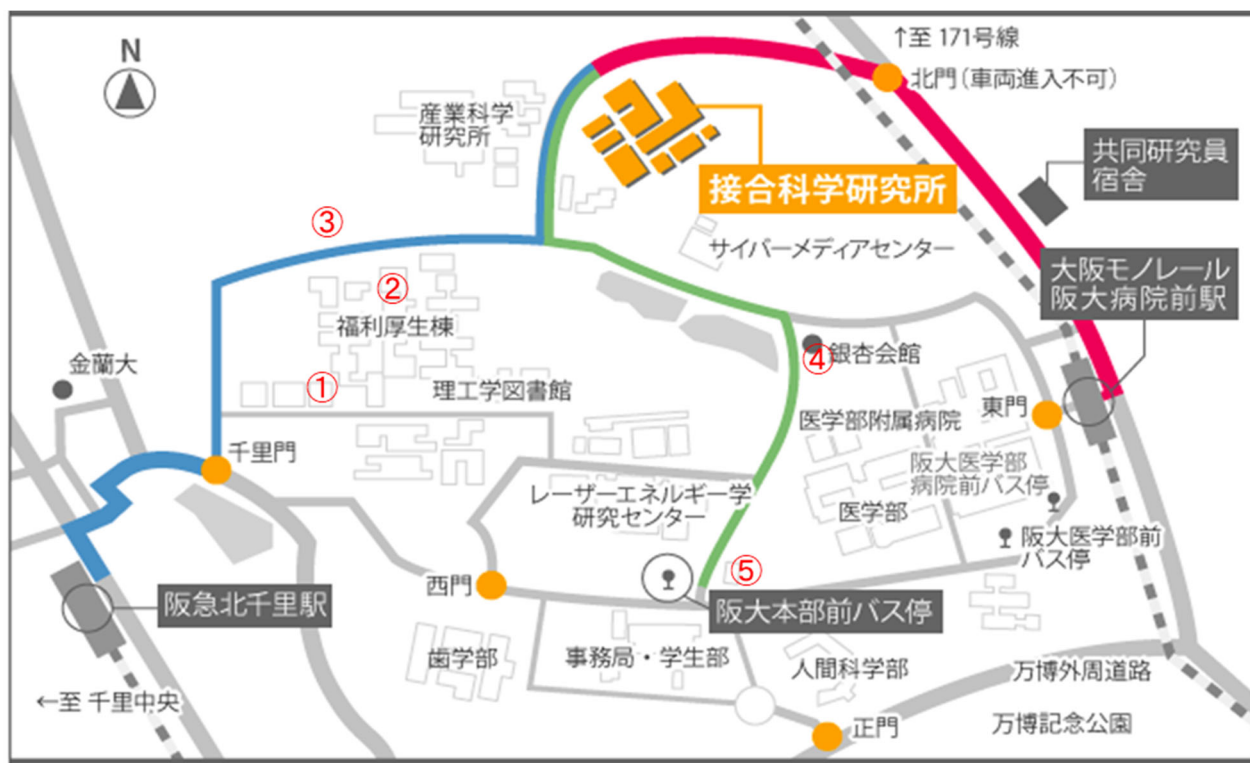 N
↑至 171号線
北門(車両進入不可)
産業科学
研究所
共同研究員
宿舎
接合科学研究所
③
サイバーメディアセンター
大阪モノレール
阪大病院前駅
②
福利厚生棟
金蘭大
④
銀杏会館
①
理工学図書館
東門
医学部附属病院
千里門
阪大医学部
病院前バス停
レーザーエネルギー学
研究センター
医学部
阪大医学部前
バス停
⑤
西門
阪急北千里駅
阪大本部前バス停
歯学部
事務局・学生部
人間科学部
万博外周道路
←至 千里中央
万博記念公園
正門